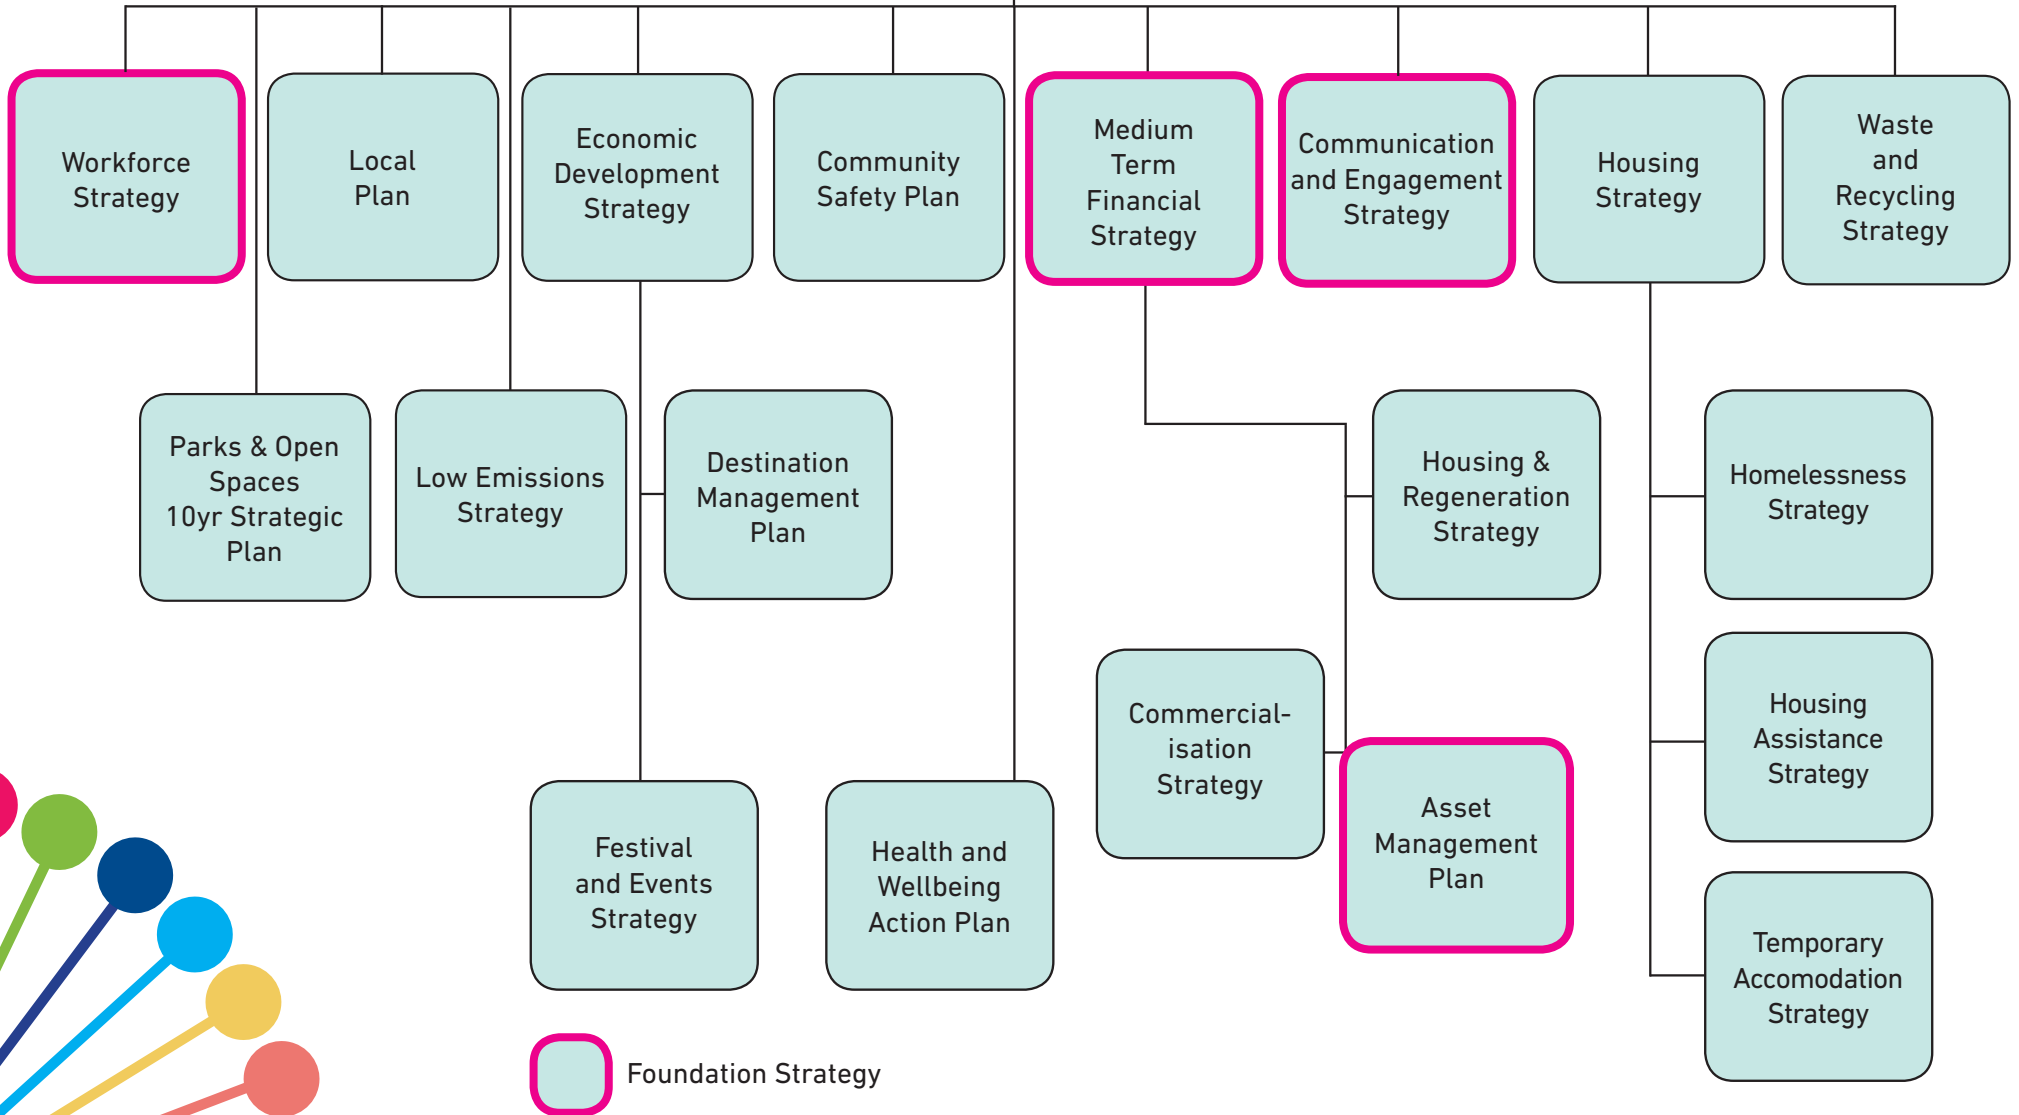 Workforce
Strategy
Local
Plan
Economic
Development
Strategy
Community
Safety Plan
Medium
Term
Financial
Strategy
Communication
and Engagement
Strategy
Housing
Strategy
Waste
and
Recycling
Strategy
Parks & Open
Spaces
10yr Strategic
Plan
Low Emissions
Strategy
Destination
Management
Plan
Housing &
Regeneration
Strategy
Homelessness
Strategy
Commercial-
isation
Strategy
Housing
Assistance
Strategy
Festival
and Events
Strategy
Health and
Wellbeing
Action Plan
Asset
Management
Plan
Temporary
Accomodation
Strategy
Foundation Strategy